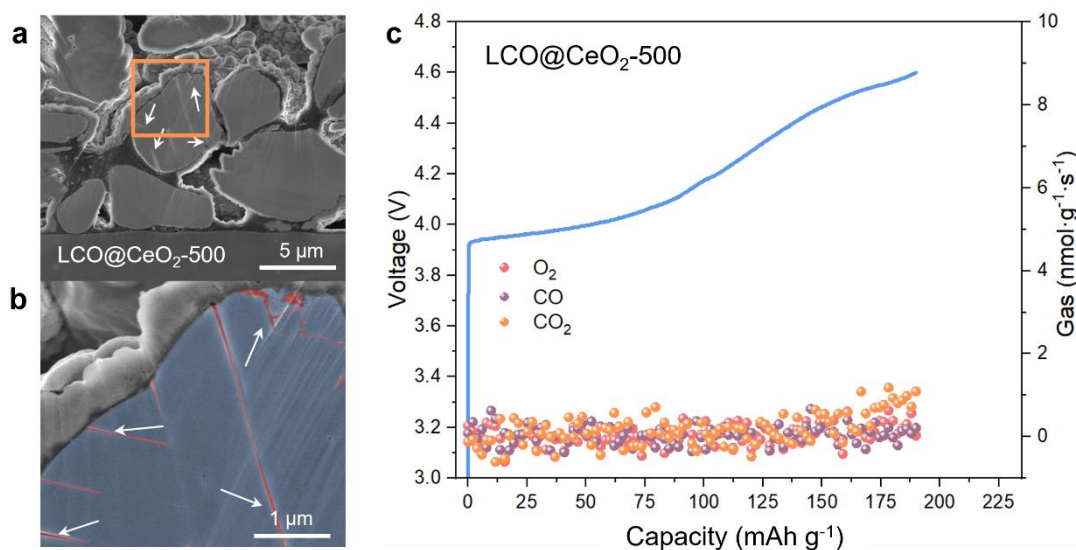 a
LCO@CeO₂-500
5 µm
b
1 µm
c
LCO@CeO₂-500
Voltage (V)
4.8
4.6
4.4
4.2
4.0
3.8
3.6
3.4
3.2
3.0
O₂
CO
CO₂
10
8
6
4
2
0
Gas (nmol·g⁻¹·s⁻¹)
0 25 50 75 100 125 150 175 200 225
Capacity (mAh g⁻¹)